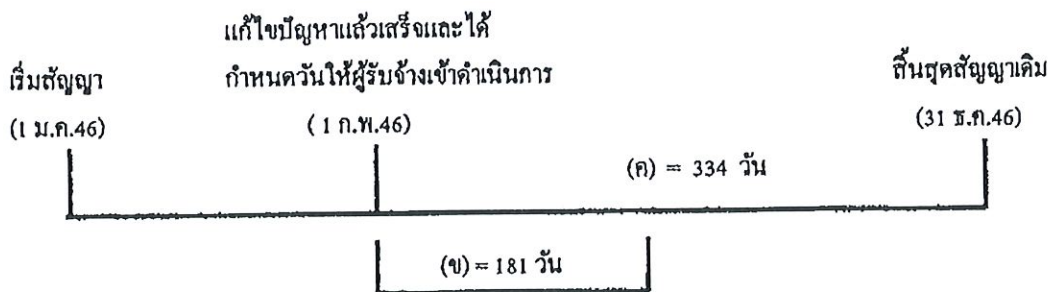 แก้ไขปัญหาแล้วเสร็จและได้
เริ่มสัญญา กำหนดวันให้ผู้รับจ้างเข้าดำเนินการ สิ้นสุดสัญญาเดิม
(1 ม.ค.46) ( 1 ก.พ.46) (31 ธ.ค.46)
(ค) = 334 วัน
(ข) = 181 วัน